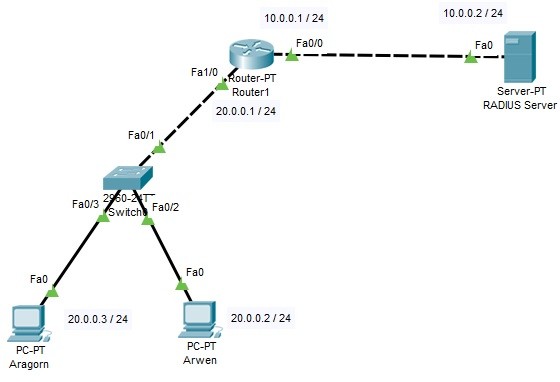 10.0.0.1 / 24
10.0.0.2 / 24
Fa0/0
Fa0
Router-PT
Router1
Server-PT
RADIUS Server
Fa1/0
20.0.0.1 / 24
Fa0/1
2960-24TT
Switch0
Fa0/3
Fa0/2
Fa0
Fa0
20.0.0.3 / 24
20.0.0.2 / 24
PC-PT
Aragorn
PC-PT
Arwen